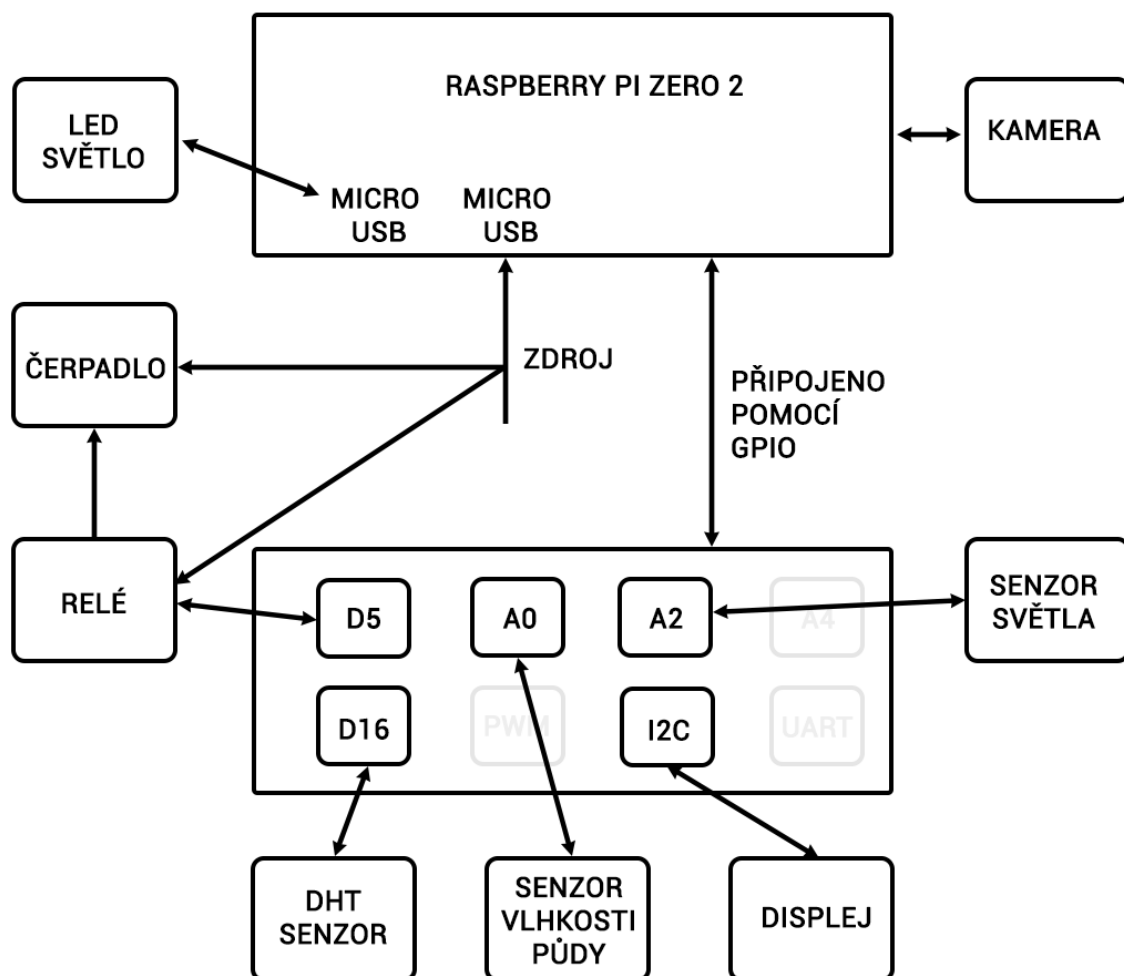 RASPBERRY PI ZERO 2
LED
SVĚTLO
KAMERA
MICRO
USB
MICRO
USB
ČERPADLO
ZDROJ
PŘIPOJENO
POMOCÍ
GPIO
RELÉ
D5
A0
A2
A4
SENZOR
SVĚTLA
D16
PWM
I2C
UART
DHT
SENZOR
SENZOR
VLHKOSTI
PŮDY
DISPLEJ